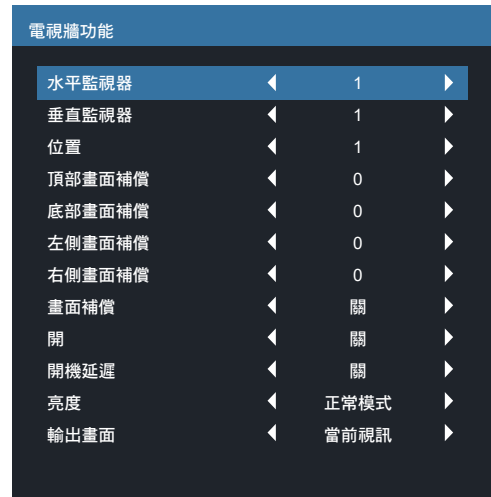 電視牆功能
水平監視器 1
垂直監視器 1
位置 1
頂部畫面補償 0
底部畫面補償 0
左側畫面補償 0
右側畫面補償 0
畫面補償 關
開 關
開機延遲 關
亮度 正常模式
輸出畫面 當前視訊